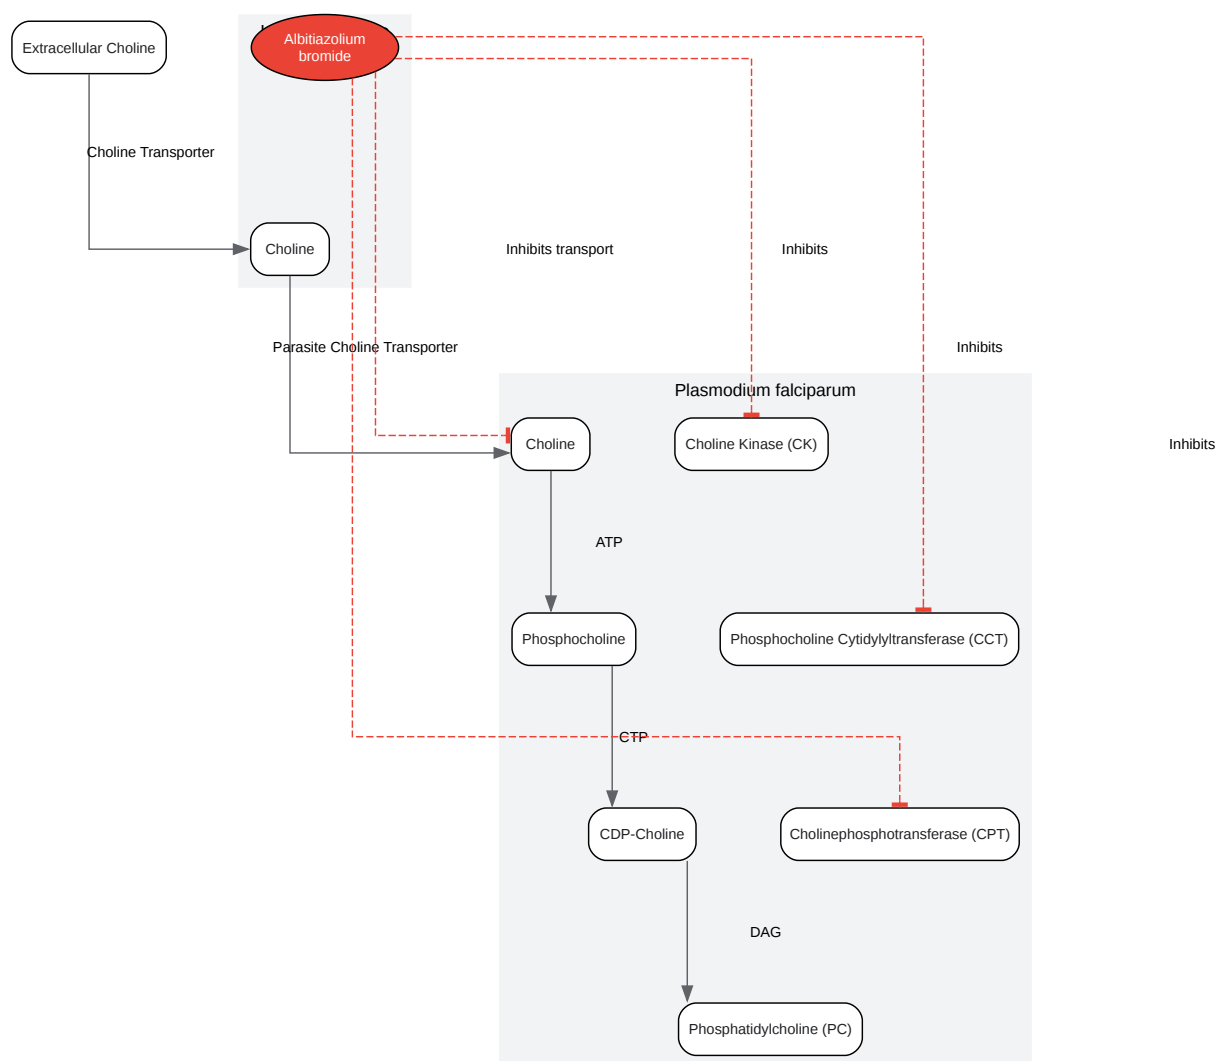 Extracellular Choline
Albitiazolium
bromide
Choline Transporter
Choline
Inhibits transport
Inhibits
Parasite Choline Transporter
Inhibits
Plasmodium falciparum
Choline
Choline Kinase (CK)
Inhibits
ATP
Phosphocholine
Phosphocholine Cytidylyltransferase (CCT)
CTP
CDP-Choline
Cholinephosphotransferase (CPT)
DAG
Phosphatidylcholine (PC)